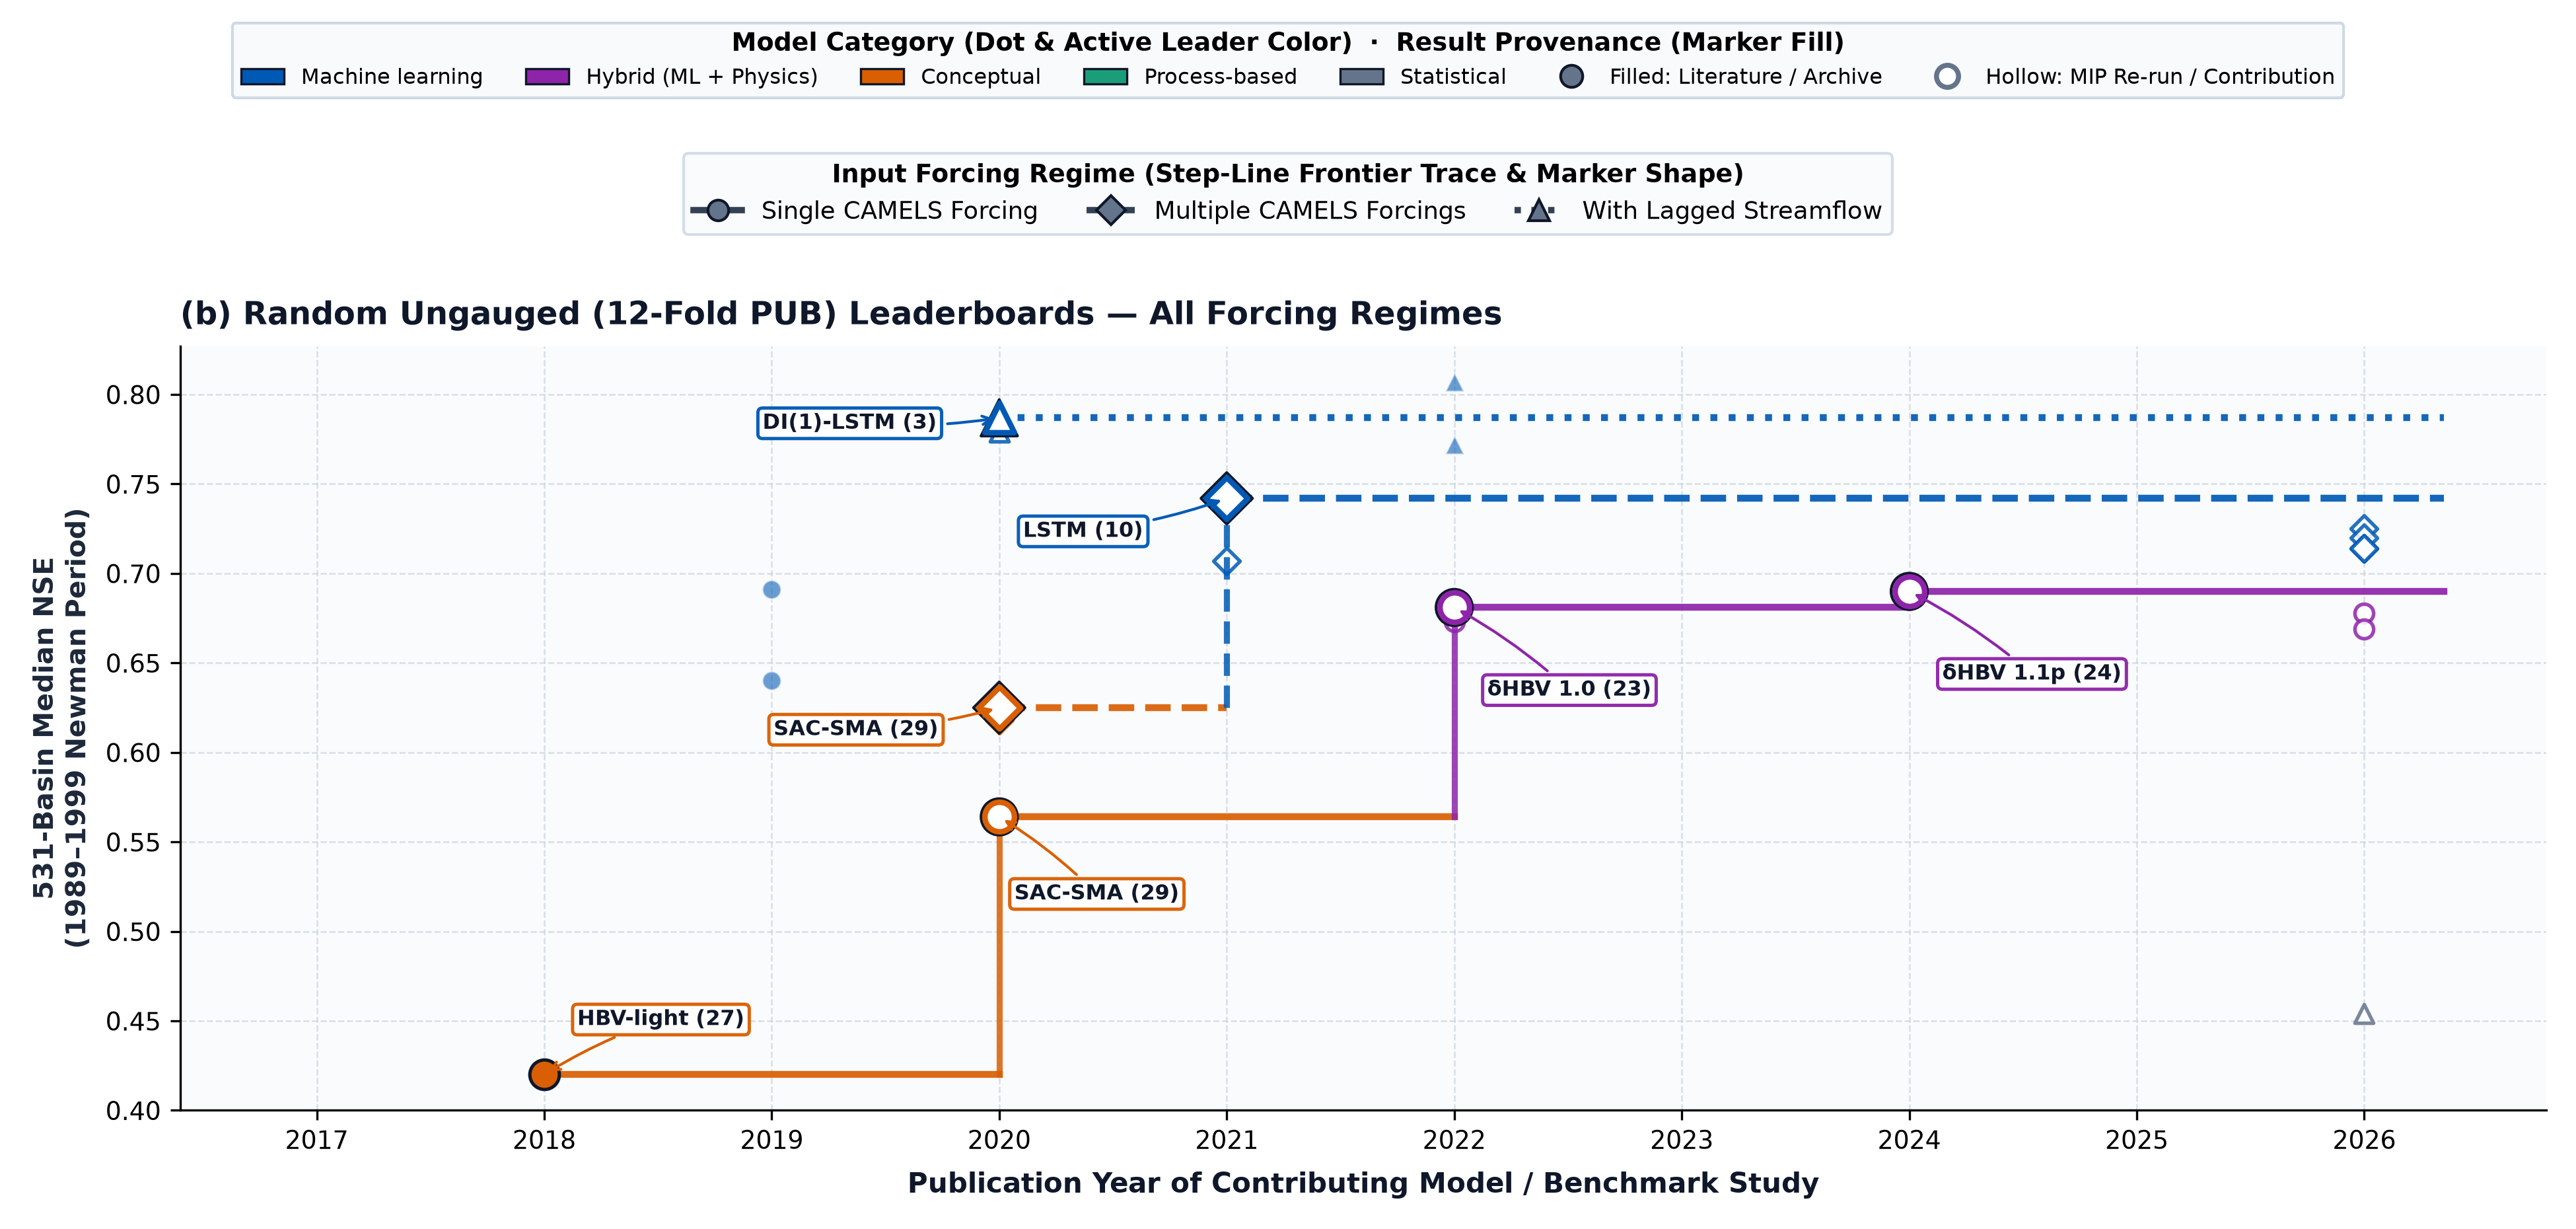 Model Category (Dot & Active Leader Color)  ·  Result Provenance (Marker Fill)
Machine learning
Hybrid (ML + Physics)
Conceptual
Process-based
Statistical
Filled: Literature / Archive
Hollow: MIP Re-run / Contribution
Input Forcing Regime (Step-Line Frontier Trace & Marker Shape)
Single CAMELS Forcing
Multiple CAMELS Forcings
With Lagged Streamflow
(b) Random Ungauged (12-Fold PUB) Leaderboards — All Forcing Regimes
531-Basin Median NSE
(1989–1999 Newman Period)
0.80
0.75
0.70
0.65
0.60
0.55
0.50
0.45
0.40
DI(1)-LSTM (3)
LSTM (10)
SAC-SMA (29)
δHBV 1.0 (23)
δHBV 1.1p (24)
SAC-SMA (29)
HBV-light (27)
2017
2018
2019
2020
2021
2022
2023
2024
2025
2026
Publication Year of Contributing Model / Benchmark Study